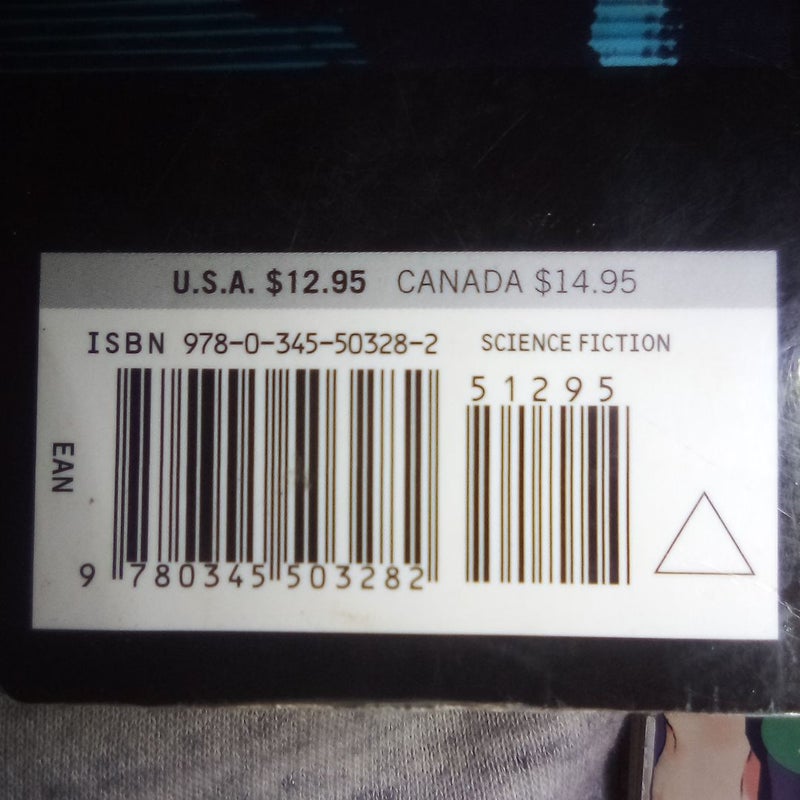 U.S.A. $12.95 CANADA $14.95
ISBN 978-0-345-50328-2 SCIENCE FICTION
51295
EAN
9 780345 503282